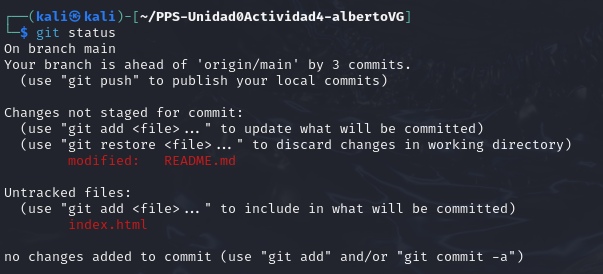 ┌──(kali㉿kali)-[~/PPS-Unidad0Actividad4-albertoVG]
└─$ git status
On branch main
Your branch is ahead of 'origin/main' by 3 commits.
  (use "git push" to publish your local commits)

Changes not staged for commit:
  (use "git add <file>..." to update what will be committed)
  (use "git restore <file>..." to discard changes in working directory)
        modified:   README.md

Untracked files:
  (use "git add <file>..." to include in what will be committed)
        index.html

no changes added to commit (use "git add" and/or "git commit -a")